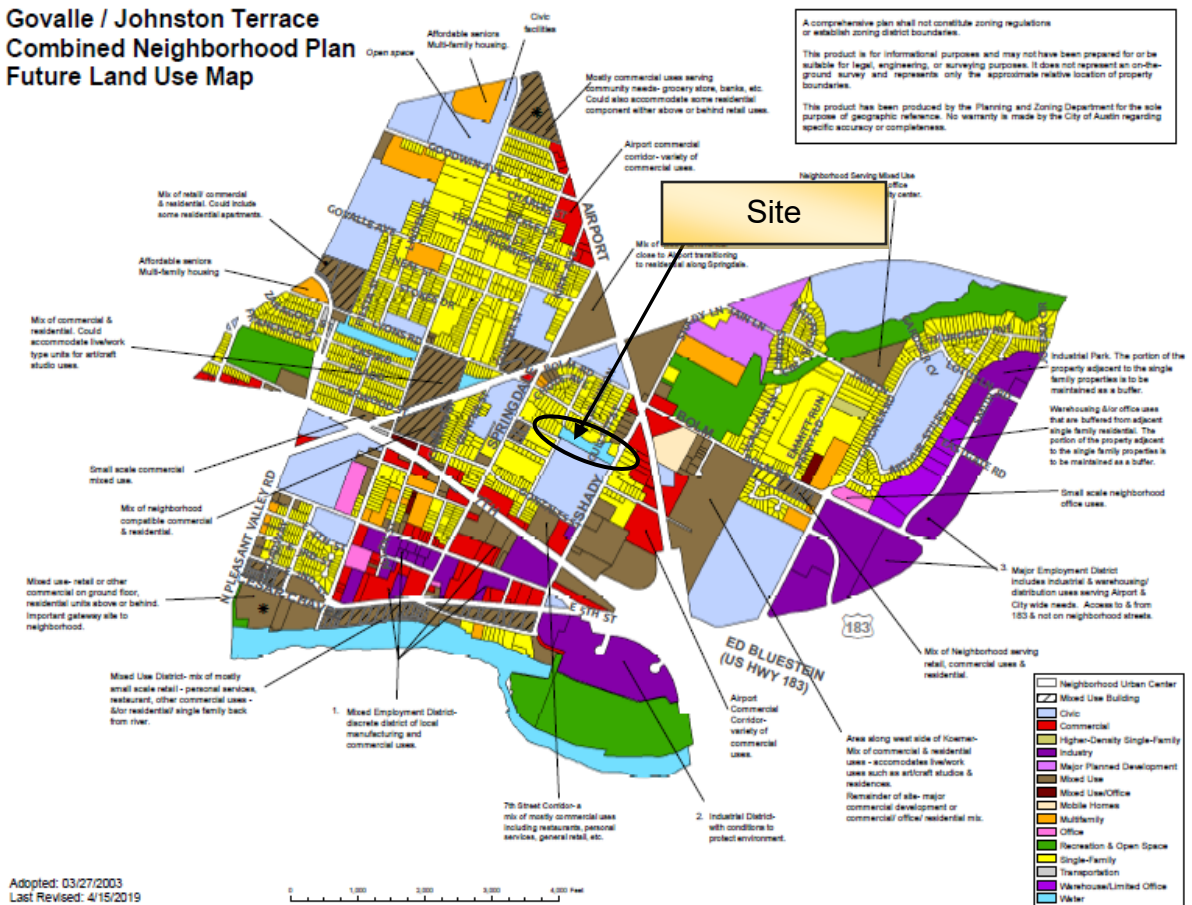 Govalle / Johnston Terrace
Combined Neighborhood Plan
Future Land Use Map
A comprehensive plan shall not constitute zoning regulations
or establish zoning district boundaries.
This product is for informational purposes and may not have been prepared for or be
suitable for legal, engineering, or surveying purposes. It does not represent an on-the-
ground survey and represents only the approximate relative location of property
boundaries.
This product has been produced by the Planning and Zoning Department for the sole
purpose of geographic reference. No warranty is made by the City of Austin regarding
specific accuracy or completeness.
Open space
Affordable seniors
Multi-family housing.
Civic
facilities
Mostly commercial uses serving
community needs- grocery store, banks, etc.
Could also accommodate some residential
component either above or behind retail uses.
Airport commercial
corridor- variety of
commercial uses.
Neighborhood Serving Mixed Use
office
center.
Site
Mix of
close to Airport transitioning
to residential along Springdale.
Mix of retail/ commercial
& residential. Could include
some residential apartments.
Affordable seniors
Multi-family housing
Mix of commercial &
residential. Could
accommodate live/work
type units for art/craft
studio uses.
GOODWIN AVE
GOVALLE AVE
AIRPORT
SPRINGDALE
BOLM
SHADY
7TH
E 5TH ST
N PLEASANT VALLEY RD
183
ED BLUESTEIN
(US HWY 183)
Industrial Park. The portion of the
property adjacent to the single
family properties is to be
maintained as a buffer.
Warehousing &/or office uses
that are buffered from adjacent
single family residential. The
portion of the property adjacent
to the single family properties is
to be maintained as a buffer.
Small scale neighborhood
office uses.
3. Major Employment District
includes industrial & warehousing/
distribution uses serving Airport &
City wide needs. Access to & from
183 & not on neighborhood streets.
Small scale commercial
mixed use.
Mix of neighborhood
compatible commercial
& residential.
Mixed use- retail or other
commercial on ground floor,
residential units above or behind.
Important gateway site to
neighborhood.
Mixed Use District- mix of mostly
small scale retail - personal services,
restaurant, other commercial uses -
&/or residential/ single family back
from river.
1. Mixed Employment District-
discrete district of local
manufacturing and
commercial uses.
7th Street Corridor- a
mix of mostly commercial uses
including restaurants, personal
services, general retail, etc.
2. Industrial District-
with conditions to
protect environment.
Airport
Commercial
Corridor-
variety of
commercial
uses.
Mix of Neighborhood serving
retail, commercial uses &
residential.
Area along west side of Koerner-
Mix of commercial & residential
uses - accomodates live/work
uses such as art/craft studios &
residences.
Remainder of site- major
commercial development or
commercial/ office/ residential mix.
Neighborhood Urban Center
Mixed Use Building
Civic
Commercial
Higher-Density Single-Family
Industry
Major Planned Development
Mixed Use
Mixed Use/Office
Mobile Homes
Multifamily
Office
Recreation & Open Space
Single-Family
Transportation
Warehouse/Limited Office
Water
Adopted: 03/27/2003
Last Revised: 4/15/2019
0 1,000 2,000 3,000 4,000 Feet